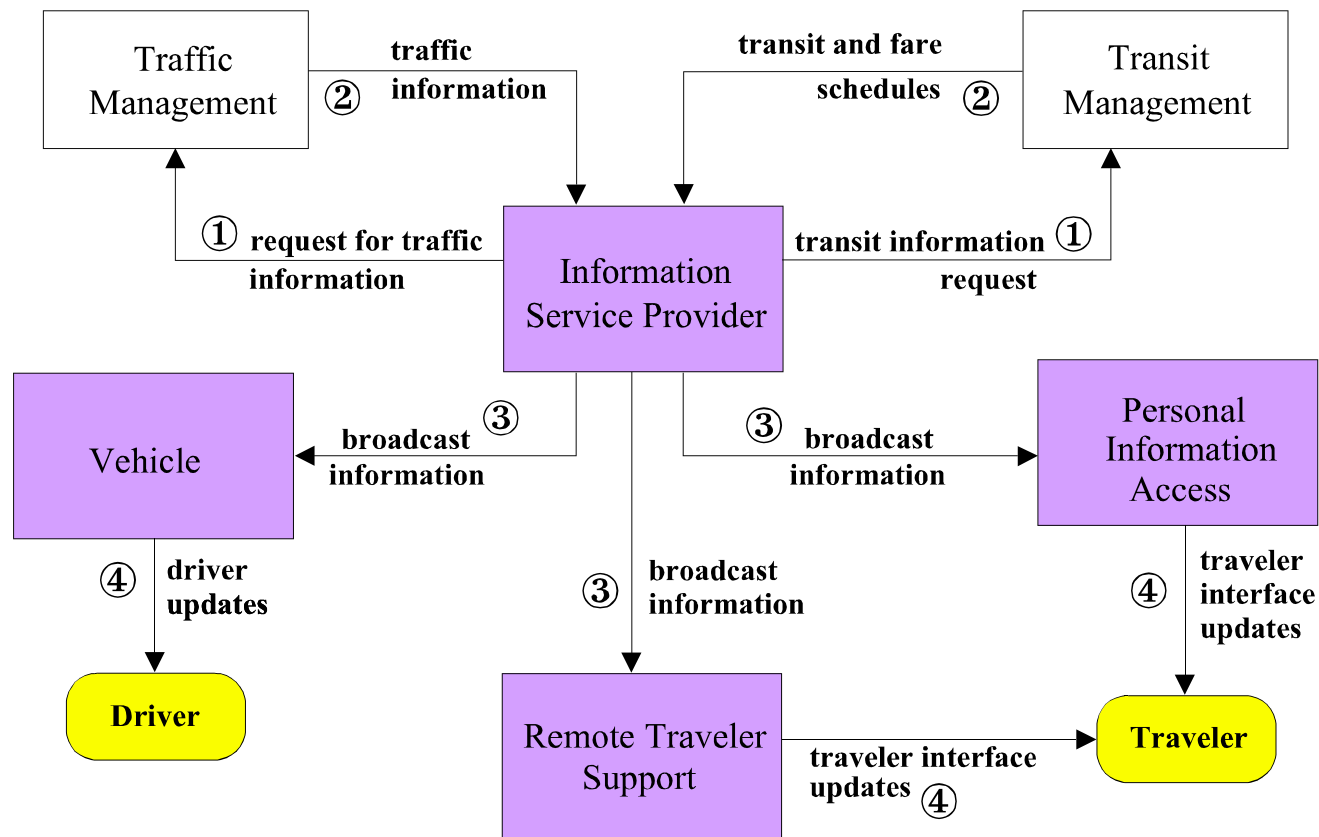 Traffic
Management
②
traffic
information
transit and fare
schedules
②
Transit
Management
①
request for traffic
information
Information
Service Provider
transit information
request
①
Vehicle
broadcast
information
③
③
broadcast
information
Personal
Information
Access
④
driver
updates
③
broadcast
information
④
traveler
interface
updates
Driver
Remote Traveler
Support
traveler interface
updates
④
Traveler